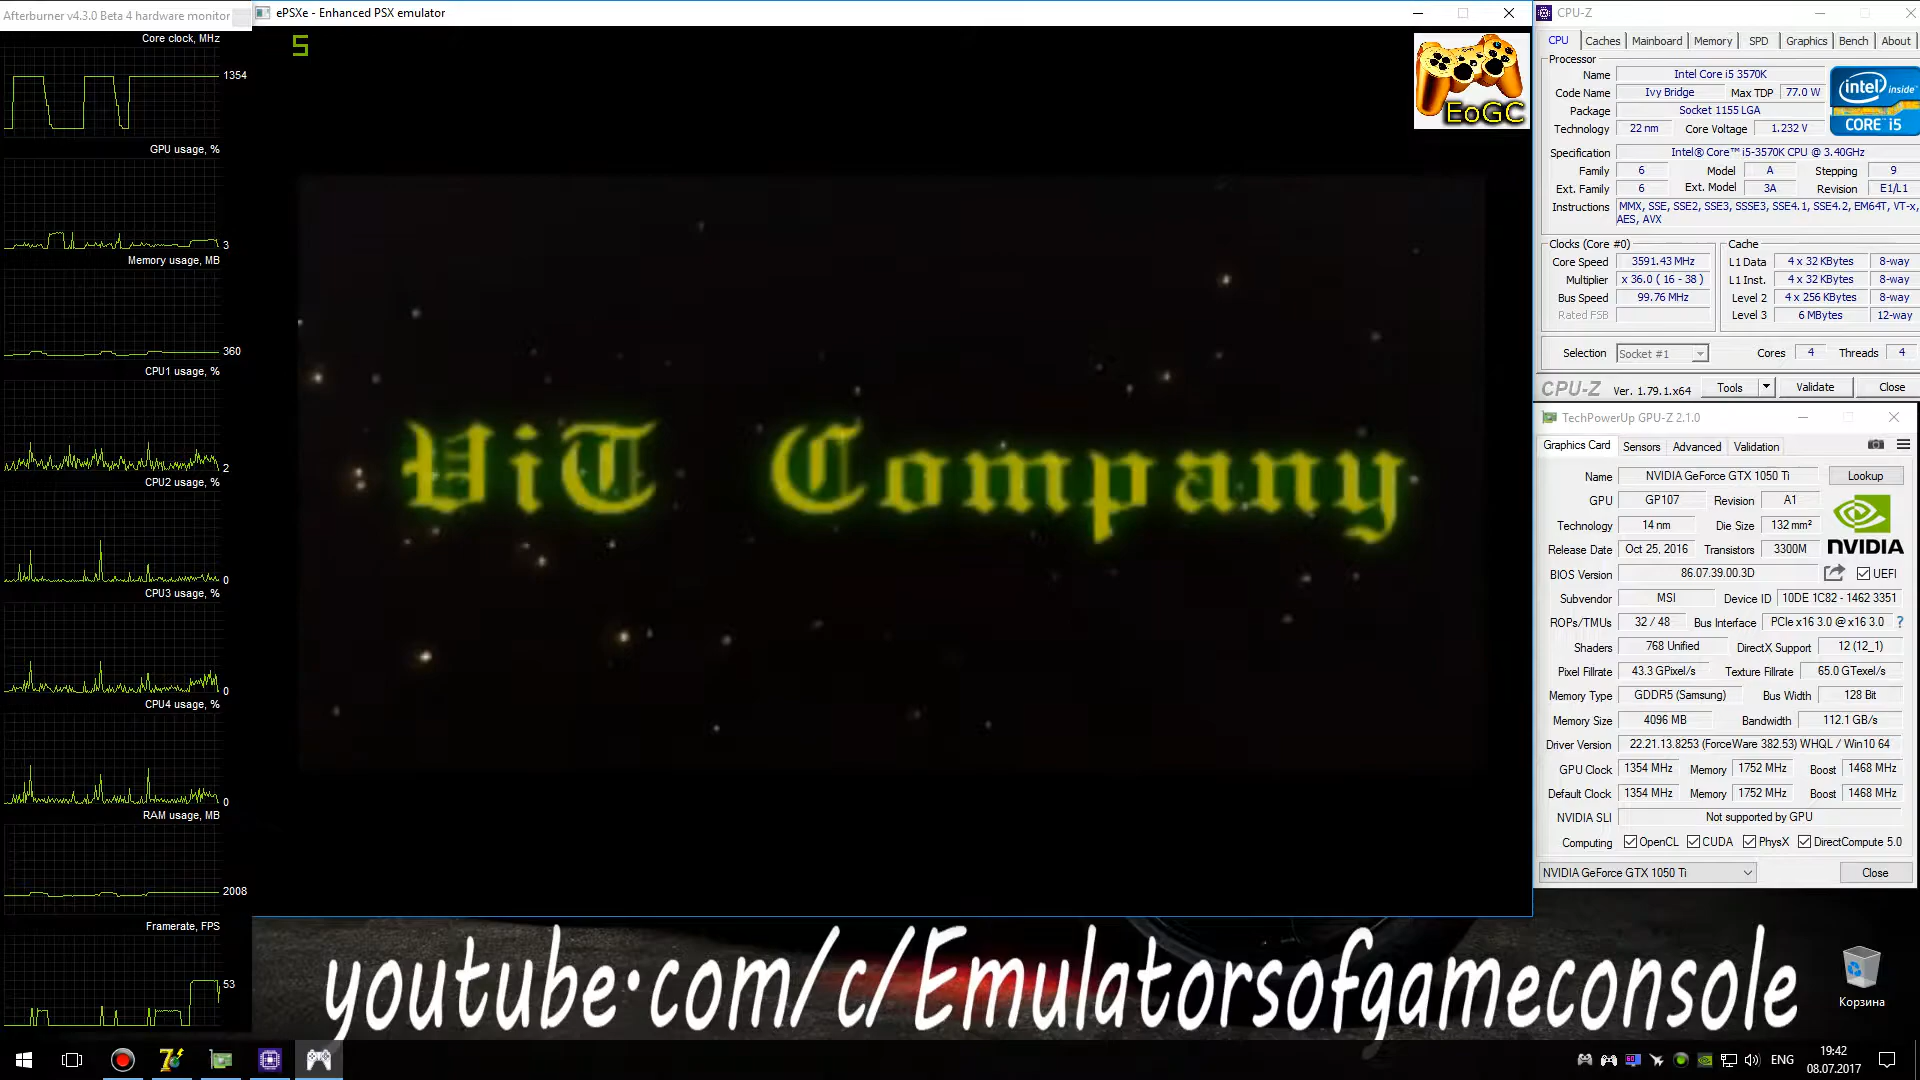 Afterburner v4.3.0 Beta 4 hardware monitor
Core clock, MHz
1354
GPU usage, %
3
Memory usage, MB
360
CPU1 usage, %
2
CPU2 usage, %
0
CPU3 usage, %
0
CPU4 usage, %
0
RAM usage, MB
2008
Framerate, FPS
53
ePSXe - Enhanced PSX emulator
5
EoGC
ViT Company
CPU-Z
CPU Caches Mainboard Memory SPD Graphics Bench About
Processor
Name Intel Core i5 3570K
Code Name Ivy Bridge Max TDP 77.0 W
Package Socket 1155 LGA
Technology 22 nm Core Voltage 1.232 V
intel inside
CORE i5
Specification Intel® Core™ i5-3570K CPU @ 3.40GHz
Family 6 Model A Stepping 9
Ext. Family 6 Ext. Model 3A Revision E1/L1
Instructions MMX, SSE, SSE2, SSE3, SSSE3, SSE4.1, SSE4.2, EM64T, VT-x,
AES, AVX
Clocks (Core #0)
Core Speed 3591.43 MHz
Multiplier x 36.0 ( 16 - 38 )
Bus Speed 99.76 MHz
Rated FSB
Cache
L1 Data 4 x 32 KBytes 8-way
L1 Inst. 4 x 32 KBytes 8-way
Level 2 4 x 256 KBytes 8-way
Level 3 6 MBytes 12-way
Selection Socket #1 Cores 4 Threads 4
CPU-Z Ver. 1.79.1.x64 Tools Validate Close
TechPowerUp GPU-Z 2.1.0
Graphics Card Sensors Advanced Validation
Name NVIDIA GeForce GTX 1050 Ti Lookup
GPU GP107 Revision A1
Technology 14 nm Die Size 132 mm²
Release Date Oct 25, 2016 Transistors 3300M
NVIDIA
BIOS Version 86.07.39.00.3D UEFI
Subvendor MSI Device ID 10DE 1C82 - 1462 3351
ROPs/TMUs 32 / 48 Bus Interface PCIe x16 3.0 @ x16 3.0 ?
Shaders 768 Unified DirectX Support 12 (12_1)
Pixel Fillrate 43.3 GPixel/s Texture Fillrate 65.0 GTexel/s
Memory Type GDDR5 (Samsung) Bus Width 128 Bit
Memory Size 4096 MB Bandwidth 112.1 GB/s
Driver Version 22.21.13.8253 (ForceWare 382.53) WHQL / Win10 64
GPU Clock 1354 MHz Memory 1752 MHz Boost 1468 MHz
Default Clock 1354 MHz Memory 1752 MHz Boost 1468 MHz
NVIDIA SLI Not supported by GPU
Computing OpenCL CUDA PhysX DirectCompute 5.0
NVIDIA GeForce GTX 1050 Ti Close
youtube.com/c/Emulatorsofgameconsole
Корзина
ENG
19:42
08.07.2017